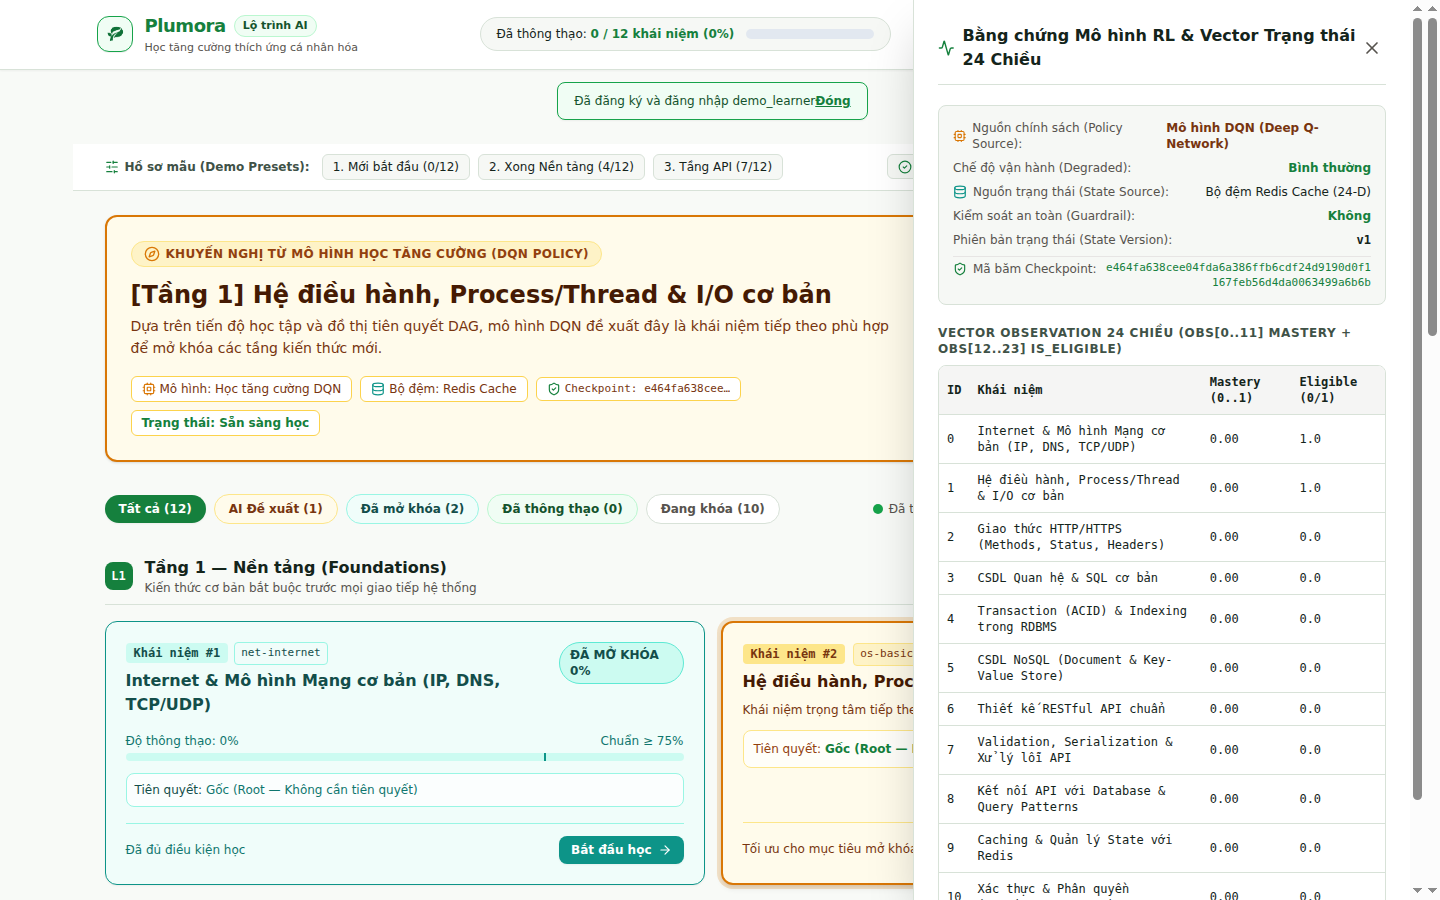 Plumora
Lộ trình AI
Học tăng cường thích ứng cá nhân hóa
Đã thông thạo: 0 / 12 khái niệm (0%)
Đã đăng ký và đăng nhập demo_learnerĐóng
Hồ sơ mẫu (Demo Presets):
1. Mới bắt đầu (0/12)
2. Xong Nền tảng (4/12)
3. Tầng API (7/12)
KHUYẾN NGHỊ TỪ MÔ HÌNH HỌC TĂNG CƯỜNG (DQN POLICY)
[Tầng 1] Hệ điều hành, Process/Thread & I/O cơ bản
Dựa trên tiến độ học tập và đồ thị tiên quyết DAG, mô hình DQN đề xuất đây là khái niệm tiếp theo phù hợp
để mở khóa các tầng kiến thức mới.
Mô hình: Học tăng cường DQN
Bộ đệm: Redis Cache
Checkpoint: e464fa638cee…
Trạng thái: Sẵn sàng học
Tất cả (12)
AI Đề xuất (1)
Đã mở khóa (2)
Đã thông thạo (0)
Đang khóa (10)
Đã t
L1
Tầng 1 — Nền tảng (Foundations)
Kiến thức cơ bản bắt buộc trước mọi giao tiếp hệ thống
Khái niệm #1
net-internet
ĐÃ MỞ KHÓA
0%
Internet & Mô hình Mạng cơ bản (IP, DNS,
TCP/UDP)
Độ thông thạo: 0%
Chuẩn ≥ 75%
Tiên quyết: Gốc (Root — Không cần tiên quyết)
Đã đủ điều kiện học
Bắt đầu học →
Khái niệm #2
os-basic
Hệ điều hành, Proc
Khái niệm trọng tâm tiếp the
Tiên quyết: Gốc (Root —
Tối ưu cho mục tiêu mở khóa
Bằng chứng Mô hình RL & Vector Trạng thái
24 Chiều
Nguồn chính sách (Policy
Source):
Mô hình DQN (Deep Q-
Network)
Chế độ vận hành (Degraded):
Bình thường
Nguồn trạng thái (State Source):
Bộ đệm Redis Cache (24-D)
Kiểm soát an toàn (Guardrail):
Không
Phiên bản trạng thái (State Version):
v1
Mã băm Checkpoint:
e464fa638cee04fda6a386ffb6cdf24d9190d0f1
167feb56d4da0063499a6b6b
VECTOR OBSERVATION 24 CHIỀU (OBS[0..11] MASTERY +
OBS[12..23] IS_ELIGIBLE)
ID
Khái niệm
Mastery
(0..1)
Eligible
(0/1)
0
Internet & Mô hình Mạng cơ
bản (IP, DNS, TCP/UDP)
0.00
1.0
1
Hệ điều hành, Process/Thread
& I/O cơ bản
0.00
1.0
2
Giao thức HTTP/HTTPS
(Methods, Status, Headers)
0.00
0.0
3
CSDL Quan hệ & SQL cơ bản
0.00
0.0
4
Transaction (ACID) & Indexing
trong RDBMS
0.00
0.0
5
CSDL NoSQL (Document & Key-
Value Store)
0.00
0.0
6
Thiết kế RESTful API chuẩn
0.00
0.0
7
Validation, Serialization &
Xử lý lỗi API
0.00
0.0
8
Kết nối API với Database &
Query Patterns
0.00
0.0
9
Caching & Quản lý State với
Redis
0.00
0.0
10
Xác thực & Phân quyền
0.00
0.0